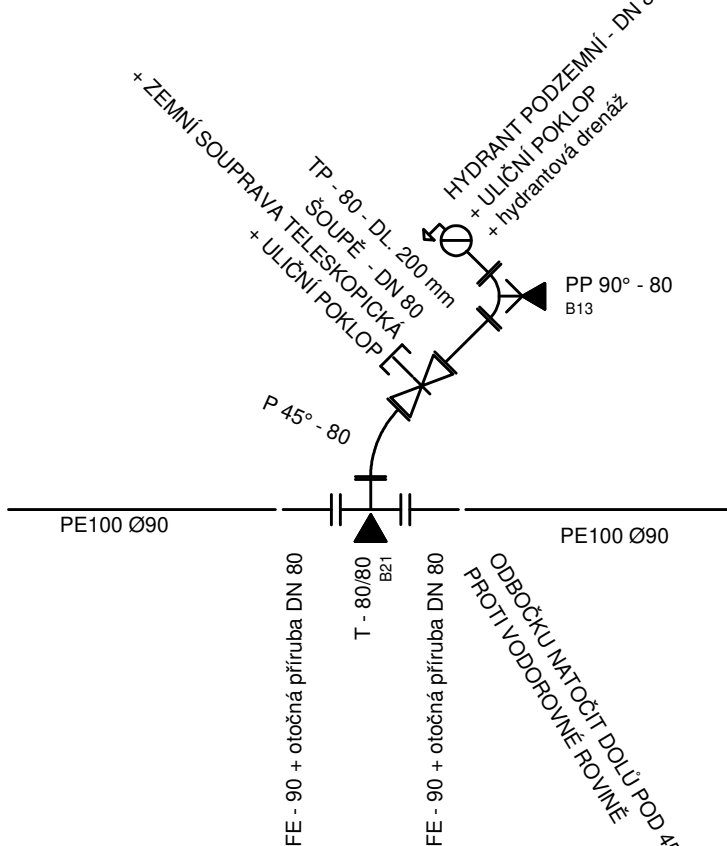 HYDRANT PODZEMNÍ - DN
+ ULIČNÍ POKLOP
+ hydrantová drenáž
TP - 80 - DL. 200 mm
ŠOUPĚ - DN 80
+ ZEMNÍ SOUPRAVA TELESKOPICKÁ
+ ULIČNÍ POKLOP
PP 90° - 80
B13
P 45° - 80
PE100 Ø90
PE100 Ø90
FE - 90 + otočná příruba DN 80
T - 80/80
B21
FE - 90 + otočná příruba DN 80
ODBOČKU NATOČIT DOLŮ POD
PROTI VODOROVNÉ ROVINĚ